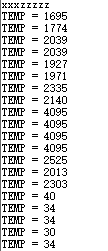 xxxzzzzz
TEMP = 1695
TEMP = 1774
TEMP = 2039
TEMP = 2039
TEMP = 1927
TEMP = 1971
TEMP = 2335
TEMP = 2140
TEMP = 4095
TEMP = 4095
TEMP = 4095
TEMP = 4095
TEMP = 2525
TEMP = 2013
TEMP = 2303
TEMP = 40
TEMP = 34
TEMP = 34
TEMP = 30
TEMP = 34